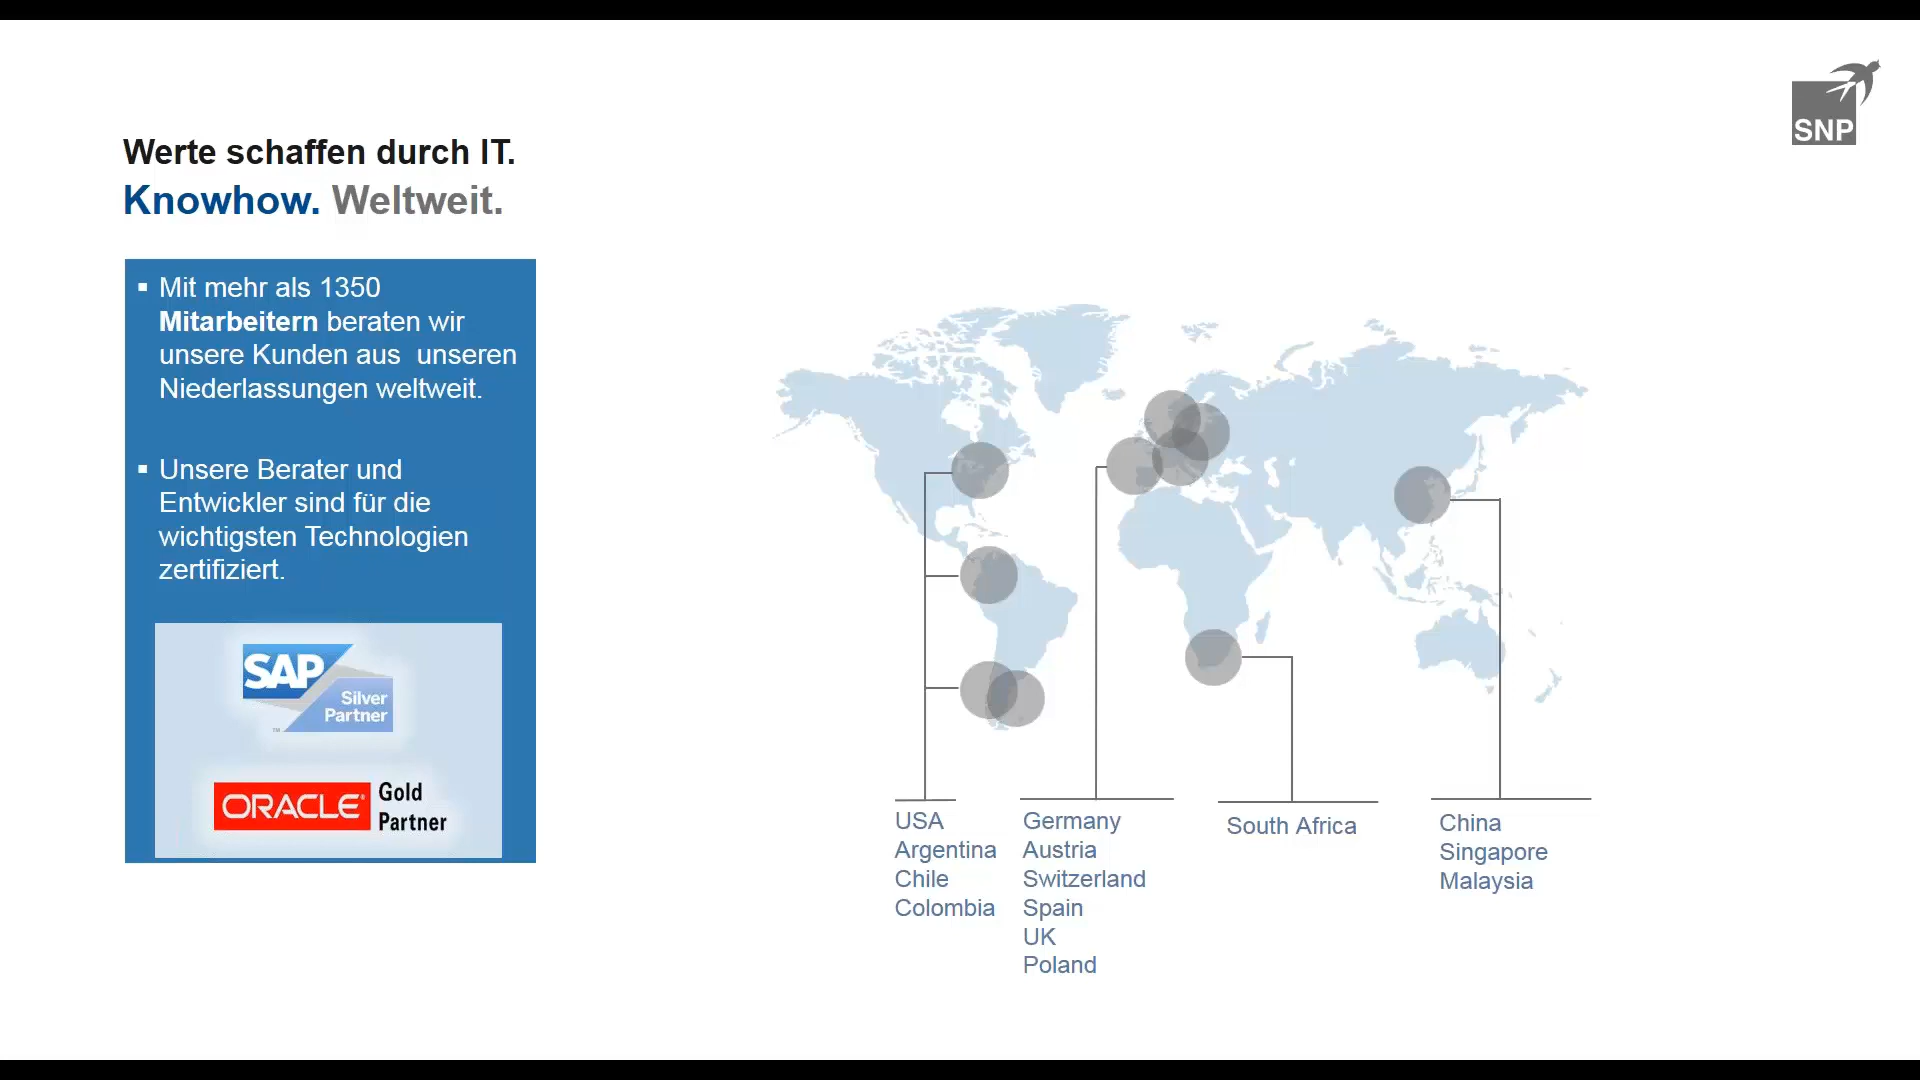 SNP
Werte schaffen durch IT.
Knowhow. Weltweit.
Mit mehr als 1350
Mitarbeitern beraten wir
unsere Kunden aus  unseren
Niederlassungen weltweit.
Unsere Berater und
Entwickler sind für die
wichtigsten Technologien
zertifiziert.
SAP
Silver
Partner
™
ORACLE®
Gold
Partner
USA
Argentina
Chile
Colombia
Germany
Austria
Switzerland
Spain
UK
Poland
South Africa
China
Singapore
Malaysia